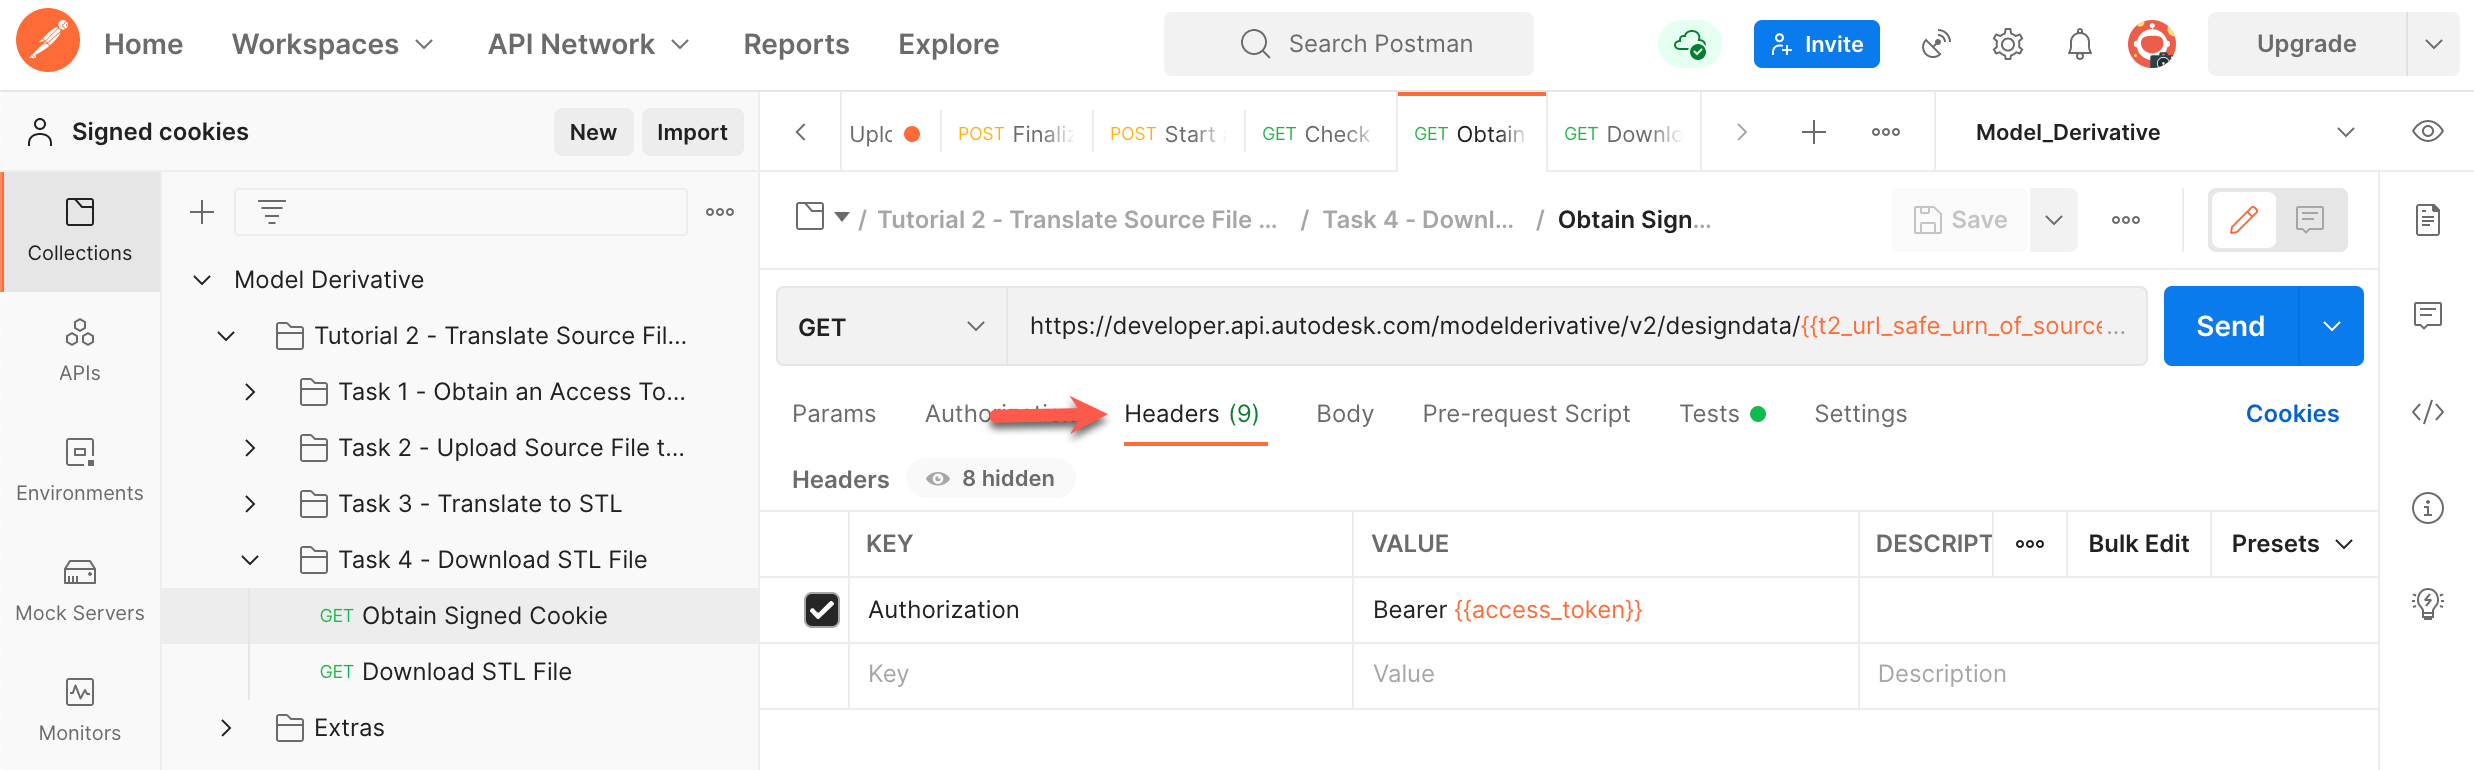 Home Workspaces API Network Reports Explore Search Postman Invite Upgrade
Signed cookies New Import
Uplc POST Finaliz POST Start GET Check GET Obtain GET Downlo Model_Derivative
Collections
APIs
Environments
Mock Servers
Monitors
Model Derivative
Tutorial 2 - Translate Source Fil...
Task 1 - Obtain an Access To...
Task 2 - Upload Source File t...
Task 3 - Translate to STL
Task 4 - Download STL File
GET Obtain Signed Cookie
GET Download STL File
Extras
/ Tutorial 2 - Translate Source File ... / Task 4 - Downl... / Obtain Sign... Save
GET https://developer.api.autodesk.com/modelderivative/v2/designdata/{{t2_url_safe_urn_of_source... Send
Params Headers (9) Body Pre-request Script Tests Settings Cookies
Headers 8 hidden
KEY VALUE DESCRIPT Bulk Edit Presets
Authorization Bearer {{access_token}}
Key Value Description